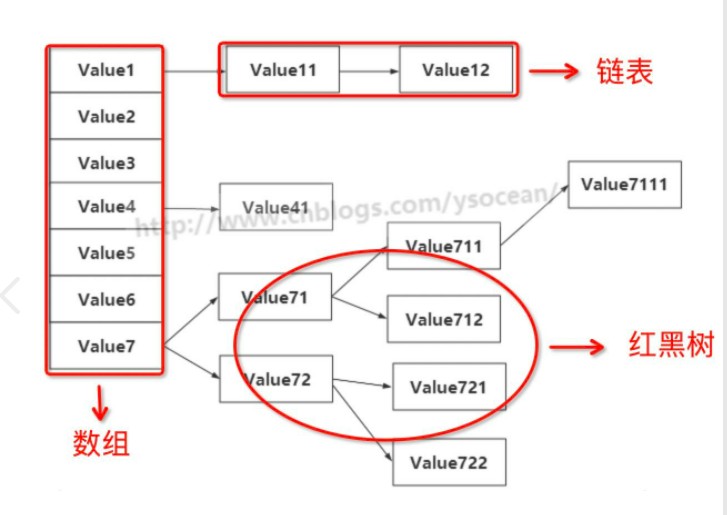 Value1
Value11
Value12
链表
Value2
Value3
Value7111
Value4
Value41
http://www.cnblogs.com/ysocean/
Value5
Value711
Value6
Value71
Value712
Value7
红黑树
Value72
Value721
数组
Value722